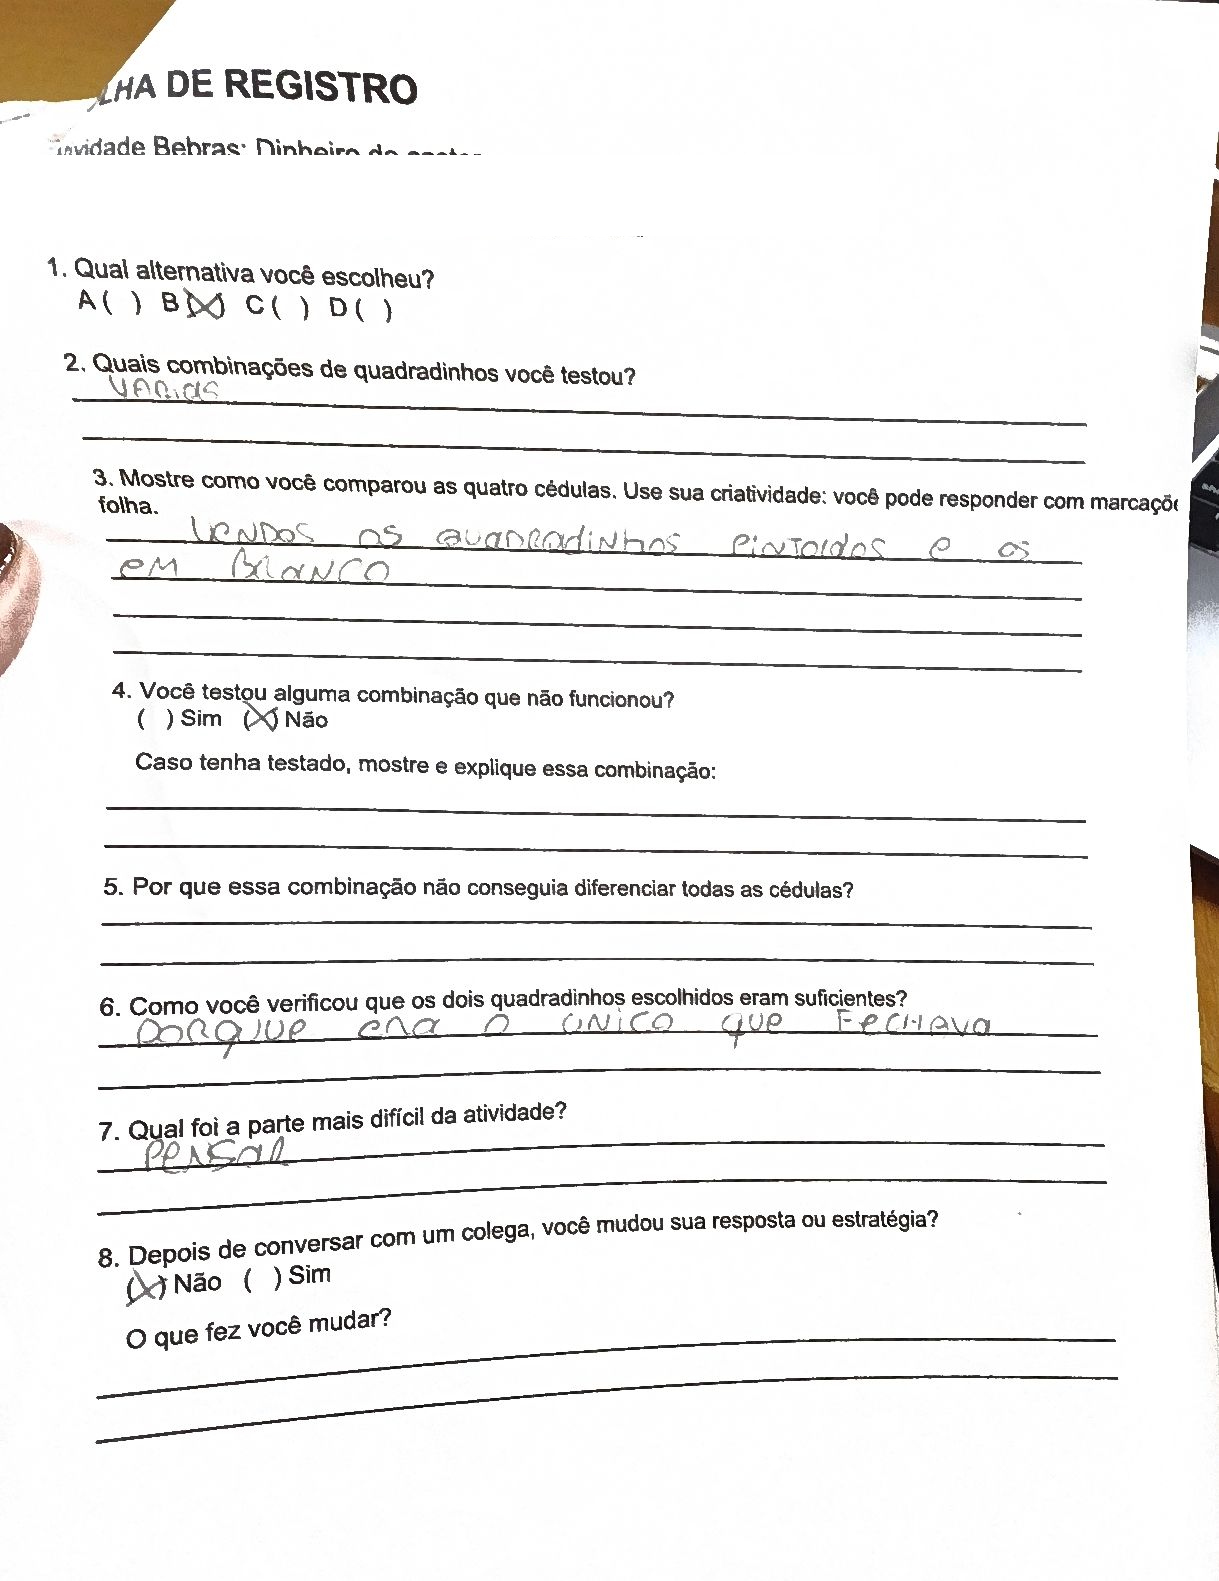 LHA DE REGISTRO
ividade Bebras: Dinheiro de
1. Qual alternativa você escolheu?
A ( ) B (X) C ( ) D ( )
2. Quais combinações de quadradinhos você testou?
VARIAS
3. Mostre como você comparou as quatro cédulas. Use sua criatividade: você pode responder com marcaçõe
folha.
VENDOS OS QUADRADINHOS PINTOIDOS E OS
EM BRANCO
4. Você testou alguma combinação que não funcionou?
( ) Sim (X) Não
Caso tenha testado, mostre e explique essa combinação:
5. Por que essa combinação não conseguia diferenciar todas as cédulas?
6. Como você verificou que os dois quadradinhos escolhidos eram suficientes?
PORQUE ERA O ÚNICO QUE FECHAVA
7. Qual foi a parte mais difícil da atividade?
PENSAR
8. Depois de conversar com um colega, você mudou sua resposta ou estratégia?
(X) Não ( ) Sim
O que fez você mudar?